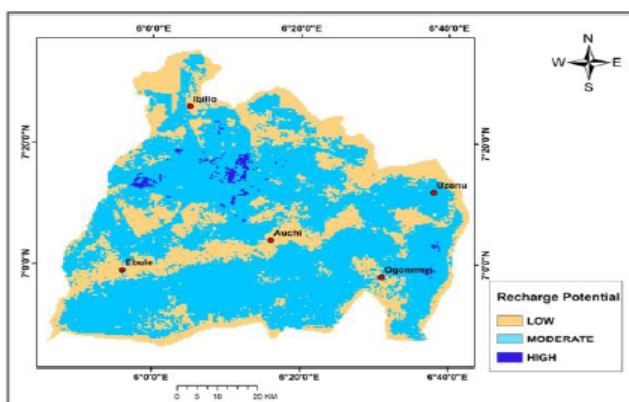 6°0'0"E 6°20'0"E 6°40'0"E
N
W E
S
Ibillo
7°20'0"N 7°20'0"N
Uzanu
Auchi
7°0'0"N Ebule 7°0'0"N
Recharge Potential
LOW
MODERATE
HIGH
6°0'0"E 6°20'0"E 6°40'0"E
0 5 10 20 KM